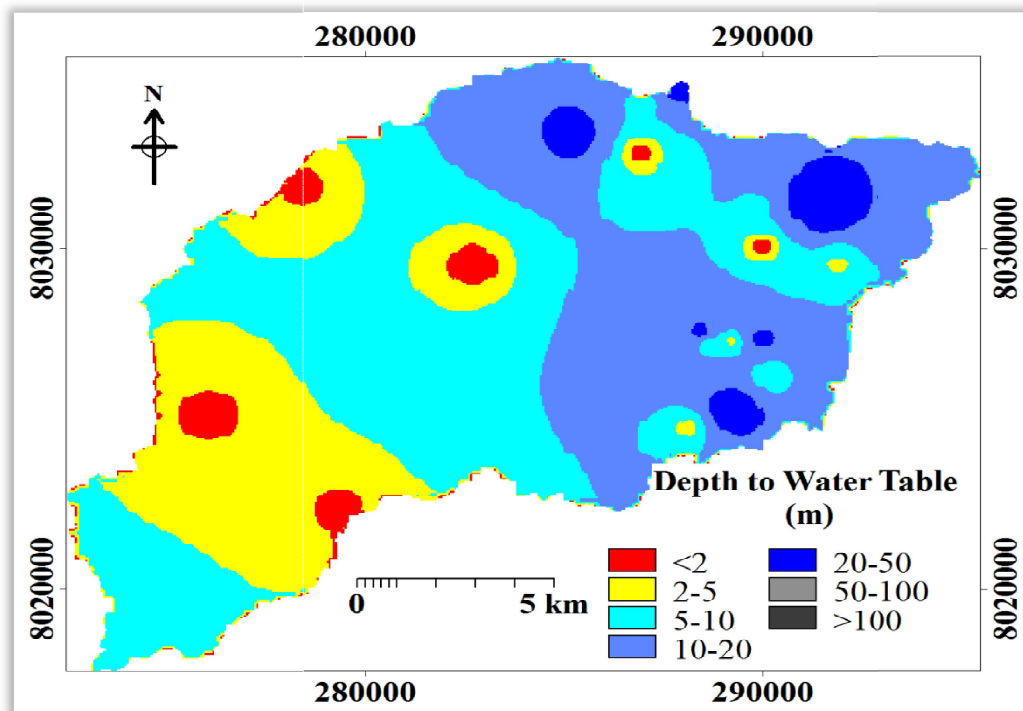 280000 290000
N
8030000 8030000
Depth to Water Table
(m)
<2 20-50
2-5 50-100
5-10 >100
10-20
0 5 km
8020000 8020000
280000 290000